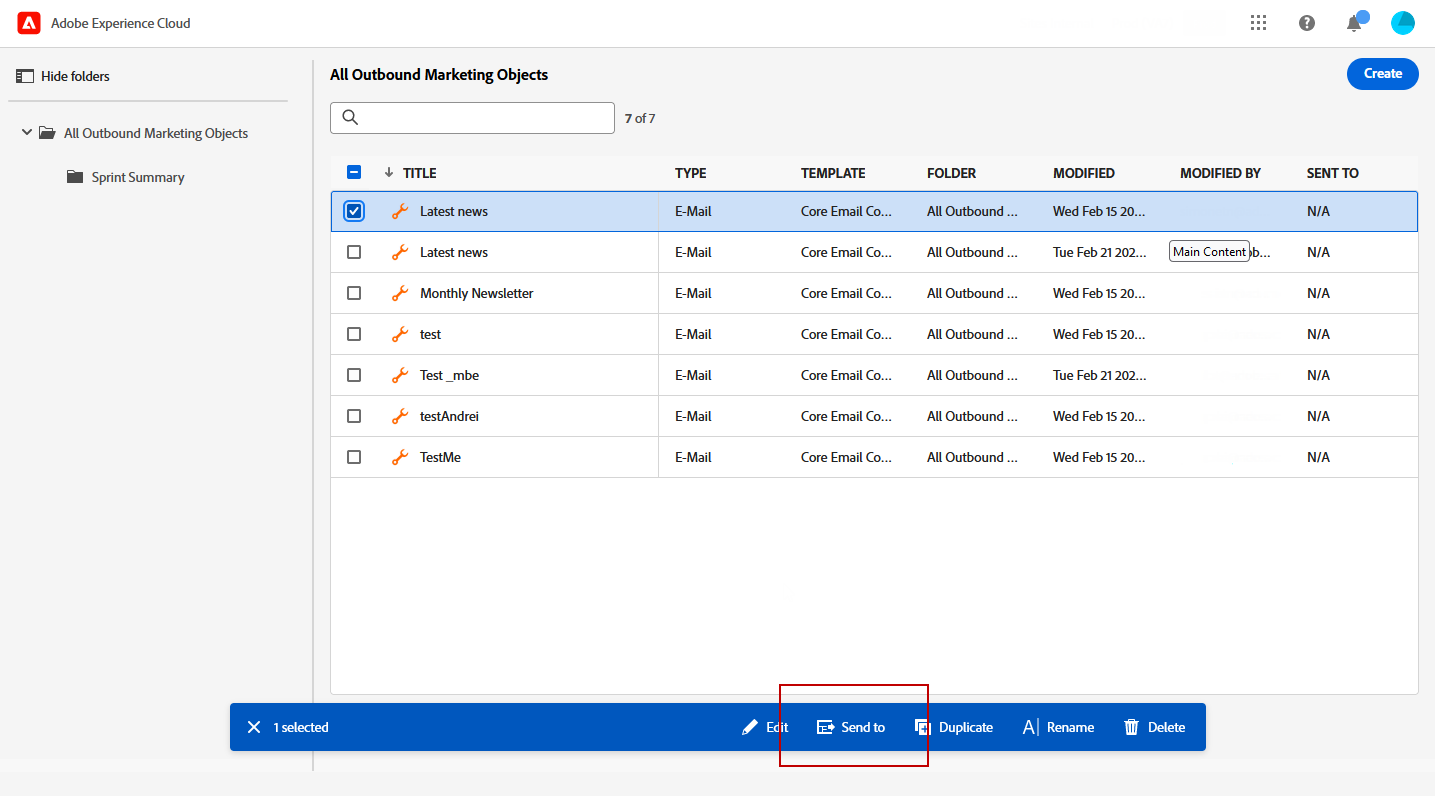 Adobe Experience Cloud
Hide folders
All Outbound Marketing Objects
Sprint Summary
All Outbound Marketing Objects
Create
7 of 7
TITLE TYPE TEMPLATE FOLDER MODIFIED MODIFIED BY SENT TO
Latest news E-Mail Core Email Co... All Outbound ... Wed Feb 15 20... N/A
Latest news E-Mail Core Email Co... All Outbound ... Tue Feb 21 202... Main Content N/A
Monthly Newsletter E-Mail Core Email Co... All Outbound ... Wed Feb 15 20... N/A
test E-Mail Core Email Co... All Outbound ... Wed Feb 15 20... N/A
Test _mbe E-Mail Core Email Co... All Outbound ... Tue Feb 21 202... N/A
testAndrei E-Mail Core Email Co... All Outbound ... Wed Feb 15 20... N/A
TestMe E-Mail Core Email Co... All Outbound ... Wed Feb 15 20... N/A
1 selected Edit Send to Duplicate Rename Delete